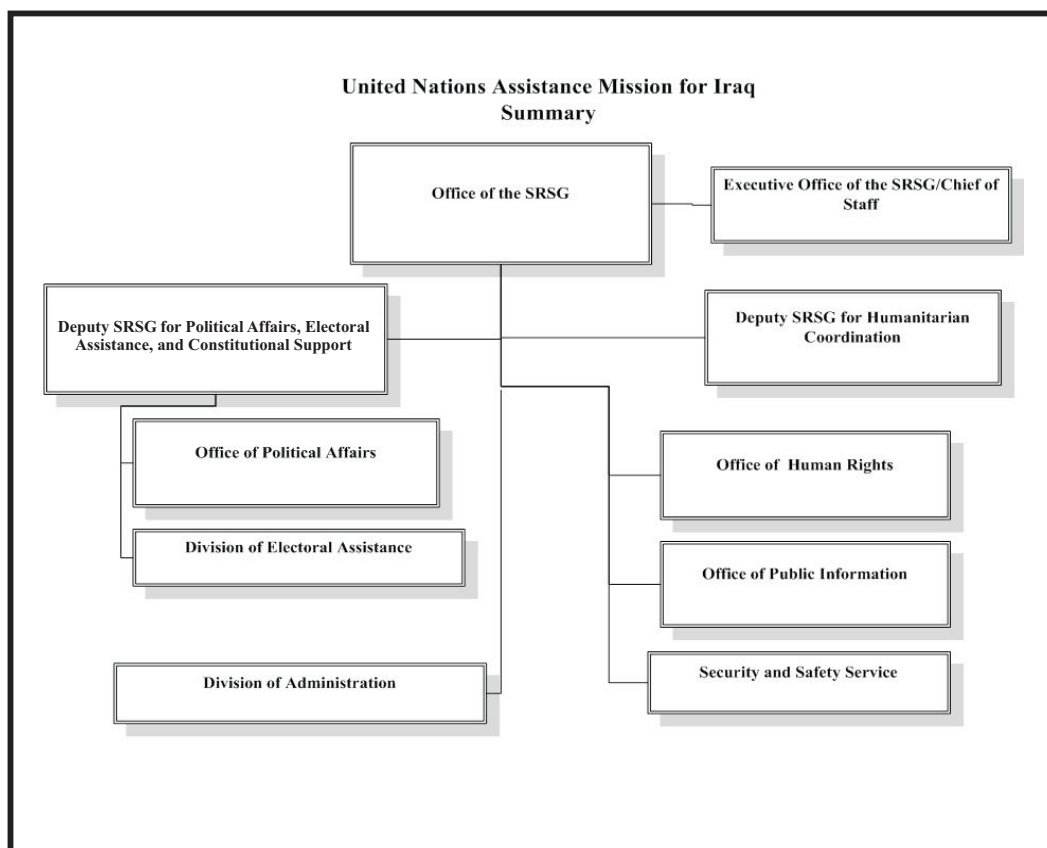 United Nations Assistance Mission for Iraq
Summary
Office of the SRSG
Executive Office of the SRSG/Chief of
Staff
Deputy SRSG for Political Affairs, Electoral
Assistance, and Constitutional Support
Deputy SRSG for Humanitarian
Coordination
Office of Political Affairs
Office of Human Rights
Division of Electoral Assistance
Office of Public Information
Division of Administration
Security and Safety Service